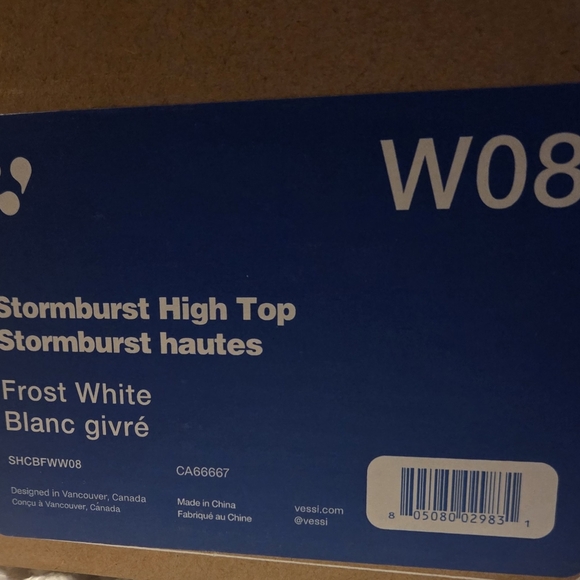 W08
Stormburst High Top
Stormburst hautes
Frost White
Blanc givré
SHCBFWW08
CA66667
Designed in Vancouver, Canada
Conçu à Vancouver, Canada
Made in China
Fabriqué au Chine
vessi.com
@vessi
8 05080 02983 1